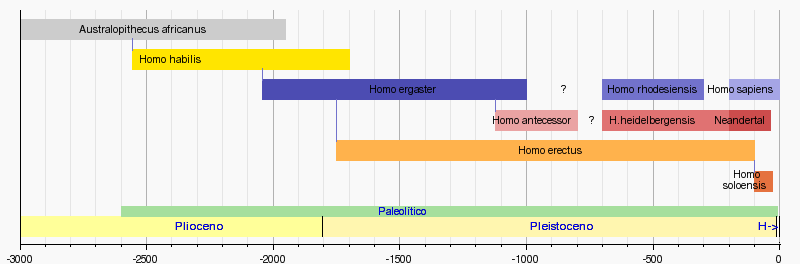 Australopithecus africanus
Homo habilis
Homo ergaster ? Homo rhodesiensis Homo sapiens
Homo antecessor ? H.heidelbergensis Neandertal
Homo erectus
Homo
soloensis
Paleolítico
Plioceno Pleistoceno H->
-3000 -2500 -2000 -1500 -1000 -500 0